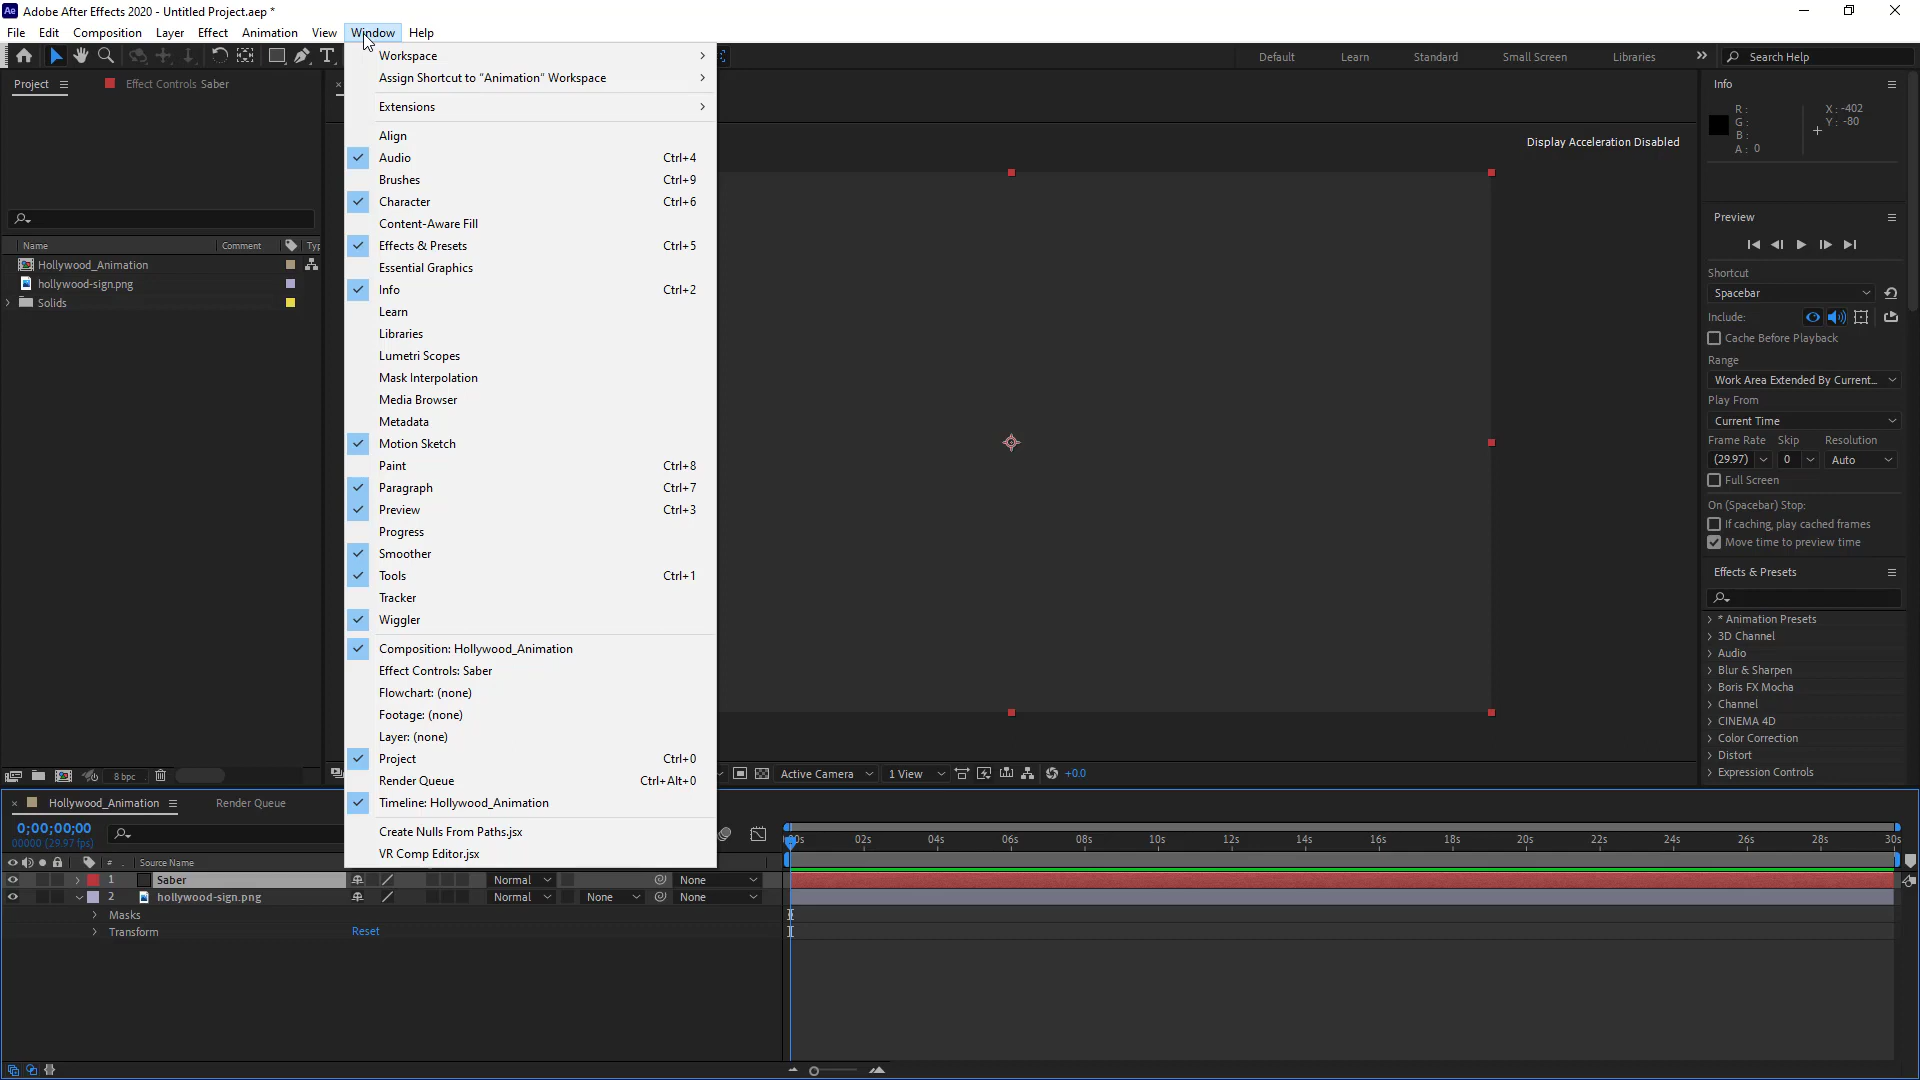 Ae Adobe After Effects 2020 - Untitled Project.aep *
File Edit Composition Layer Effect Animation View Window Help
Default Learn Standard Small Screen Libraries Search Help
Project
Effect Controls Saber
Name Comment Typ
Hollywood_Animation
hollywood-sign.png
Solids
8 bpc
Workspace
Assign Shortcut to “Animation” Workspace
Extensions
Align
Audio Ctrl+4
Brushes Ctrl+9
Character Ctrl+6
Content-Aware Fill
Effects & Presets Ctrl+5
Essential Graphics
Info Ctrl+2
Learn
Libraries
Lumetri Scopes
Mask Interpolation
Media Browser
Metadata
Motion Sketch
Paint Ctrl+8
Paragraph Ctrl+7
Preview Ctrl+3
Progress
Smoother
Tools Ctrl+1
Tracker
Wiggler
Composition: Hollywood_Animation
Effect Controls: Saber
Flowchart: (none)
Footage: (none)
Layer: (none)
Project Ctrl+0
Render Queue Ctrl+Alt+0
Timeline: Hollywood_Animation
Create Nulls From Paths.jsx
VR Comp Editor.jsx
Display Acceleration Disabled
Active Camera 1 View +0.0
Info
R :
G :
B :
A : 0
X : -402
Y : -80
Preview
Shortcut
Spacebar
Include:
Cache Before Playback
Range
Work Area Extended By Current...
Play From
Current Time
Frame Rate Skip Resolution
(29.97) 0 Auto
Full Screen
On (Spacebar) Stop:
If caching, play cached frames
Move time to preview time
Effects & Presets
* Animation Presets
3D Channel
Audio
Blur & Sharpen
Boris FX Mocha
Channel
CINEMA 4D
Color Correction
Distort
Expression Controls
Hollywood_Animation Render Queue
0;00;00;00
00000 (29.97 fps)
# Source Name
02s 04s 06s 08s 10s 12s 14s 16s 18s 20s 22s 24s 26s 28s 30s
1 Saber Normal None
2 hollywood-sign.png Normal None None
Masks
Transform Reset